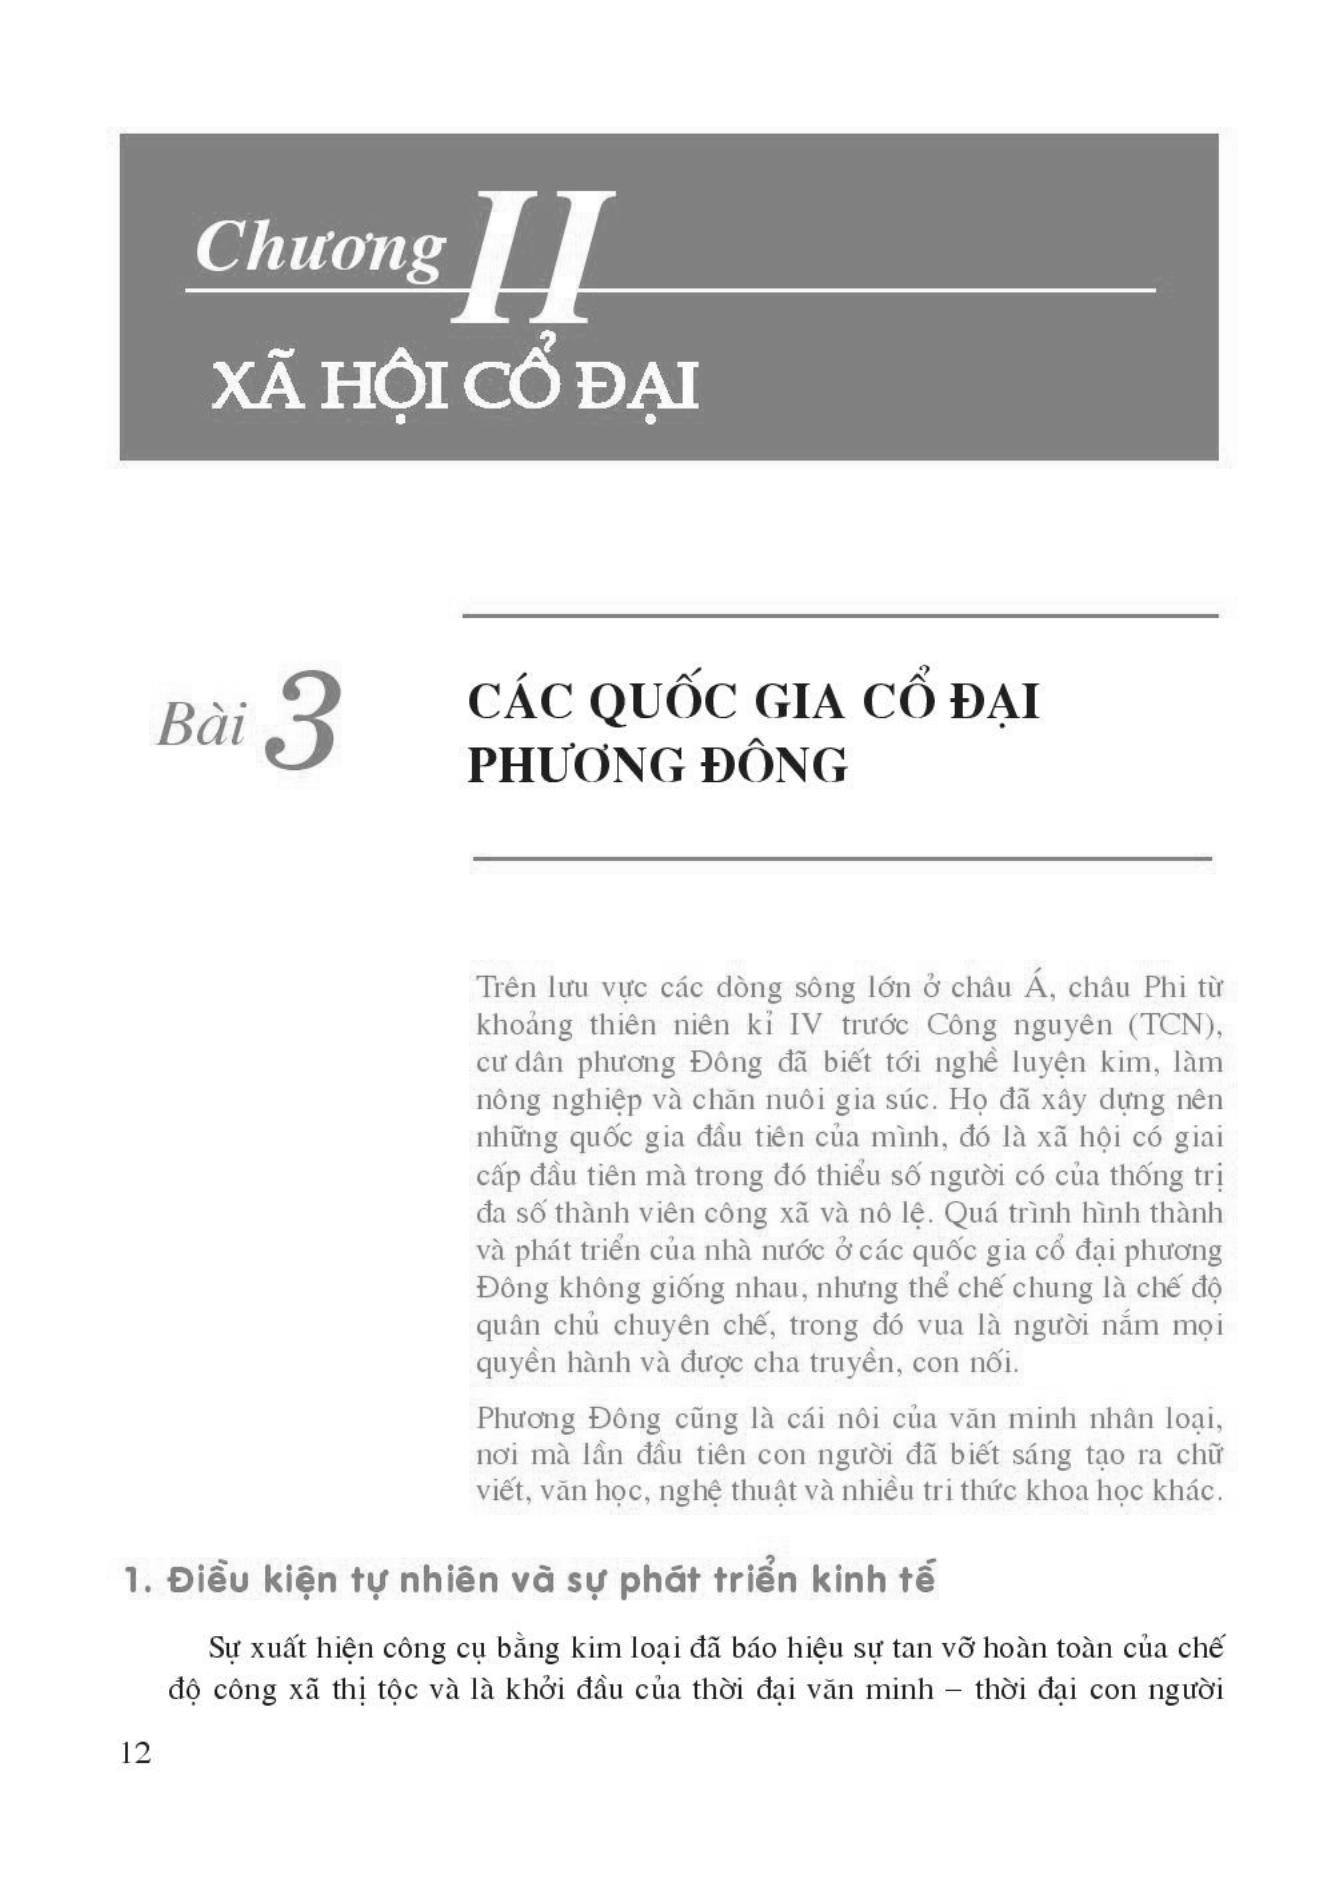 Chương II
XÃ HỘI CỔ ĐẠI
Bài 3
CÁC QUỐC GIA CỔ ĐẠI
PHƯƠNG ĐÔNG
Trên lưu vực các dòng sông lớn ở châu Á, châu Phi từ
khoảng thiên niên kỉ IV trước Công nguyên (TCN),
cư dân phương Đông đã biết tới nghề luyện kim, làm
nông nghiệp và chăn nuôi gia súc. Họ đã xây dựng nên
những quốc gia đầu tiên của mình, đó là xã hội có giai
cấp đầu tiên mà trong đó thiểu số người có của thống trị
đa số thành viên công xã và nô lệ. Quá trình hình thành
và phát triển của nhà nước ở các quốc gia cổ đại phương
Đông không giống nhau, nhưng thể chế chung là chế độ
quân chủ chuyên chế, trong đó vua là người nắm mọi
quyền hành và được cha truyền, con nối.
Phương Đông cũng là cái nôi của văn minh nhân loại,
nơi mà lần đầu tiên con người đã biết sáng tạo ra chữ
viết, văn học, nghệ thuật và nhiều tri thức khoa học khác.
1. Điều kiện tự nhiên và sự phát triển kinh tế
Sự xuất hiện công cụ bằng kim loại đã báo hiệu sự tan vỡ hoàn toàn của chế
độ công xã thị tộc và là khởi đầu của thời đại văn minh – thời đại con người
12